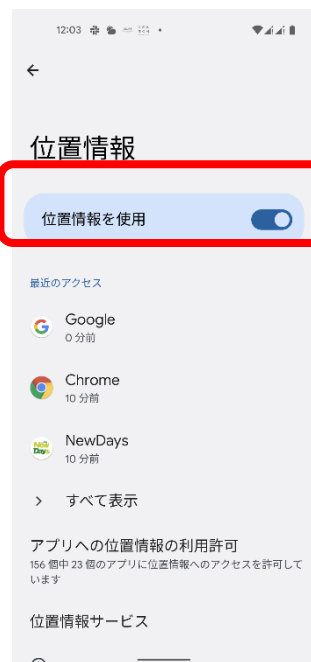 12:03
位置情報
位置情報を使用
最近のアクセス
Google
0 分前
Chrome
10 分前
New
Days
NewDays
10 分前
すべて表示
アプリへの位置情報の利用許可
156 個中 23 個のアプリに位置情報へのアクセスを許可して
います
位置情報サービス